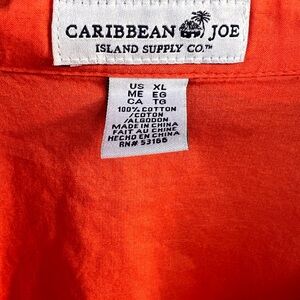 CARIBBEAN JOE
ISLAND SUPPLY CO.™
US XL
ME EG
CA TG
100% COTTON
/COTON
/ALGODON
MADE IN CHINA
FAIT AU CHINE
HECHO EN CHINA
RN# 53166